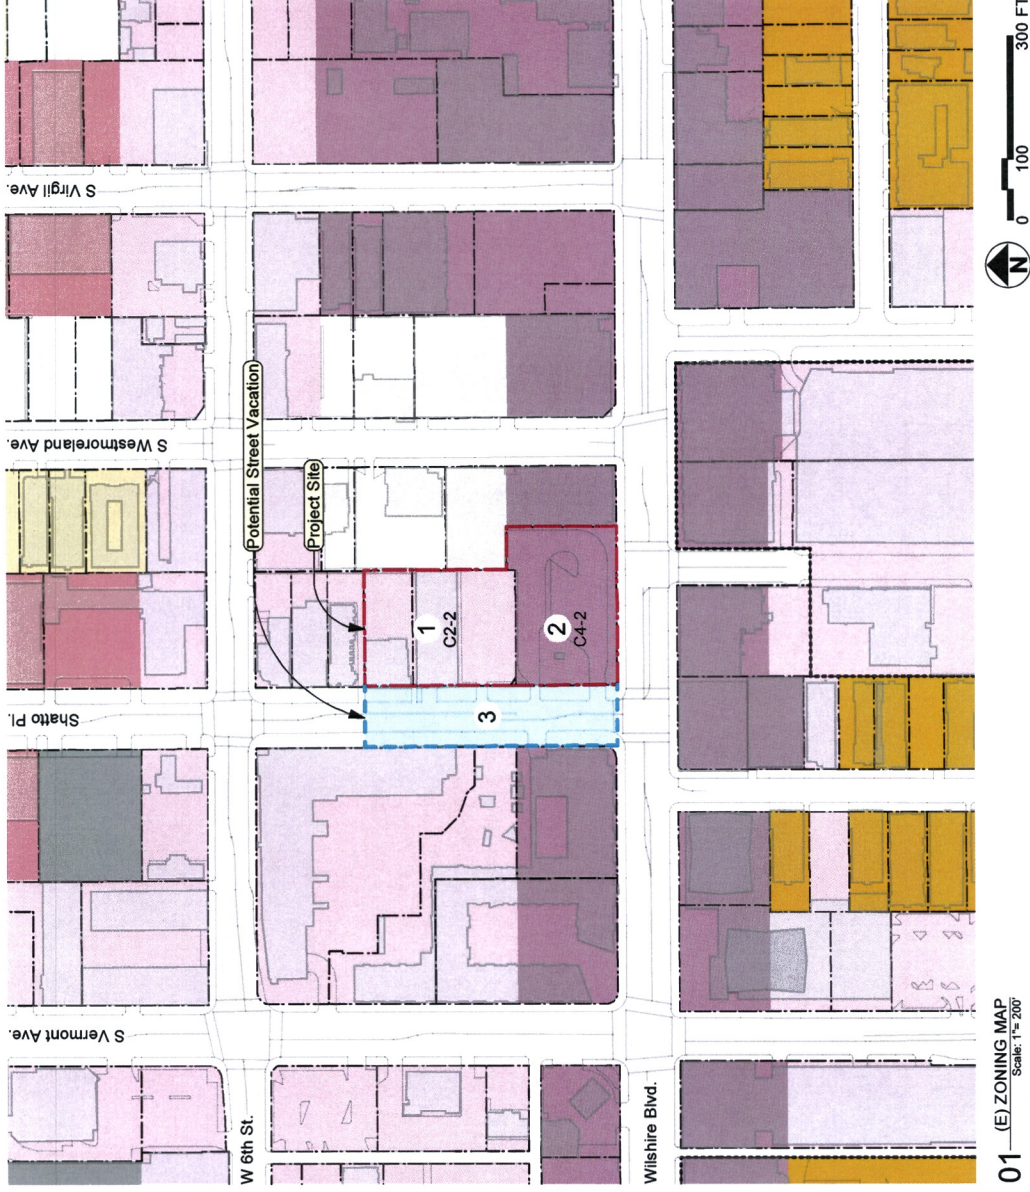 S Virgil Ave.
S Westmoreland Ave.
Shatto Pl.
S Vermont Ave.
Potential Street Vacation
Project Site
1
C2-2
2
C4-2
3
W 6th St.
Wilshire Blvd.
01 (E) ZONING MAP
Scale: 1"= 200'
N
0 100 300 FT